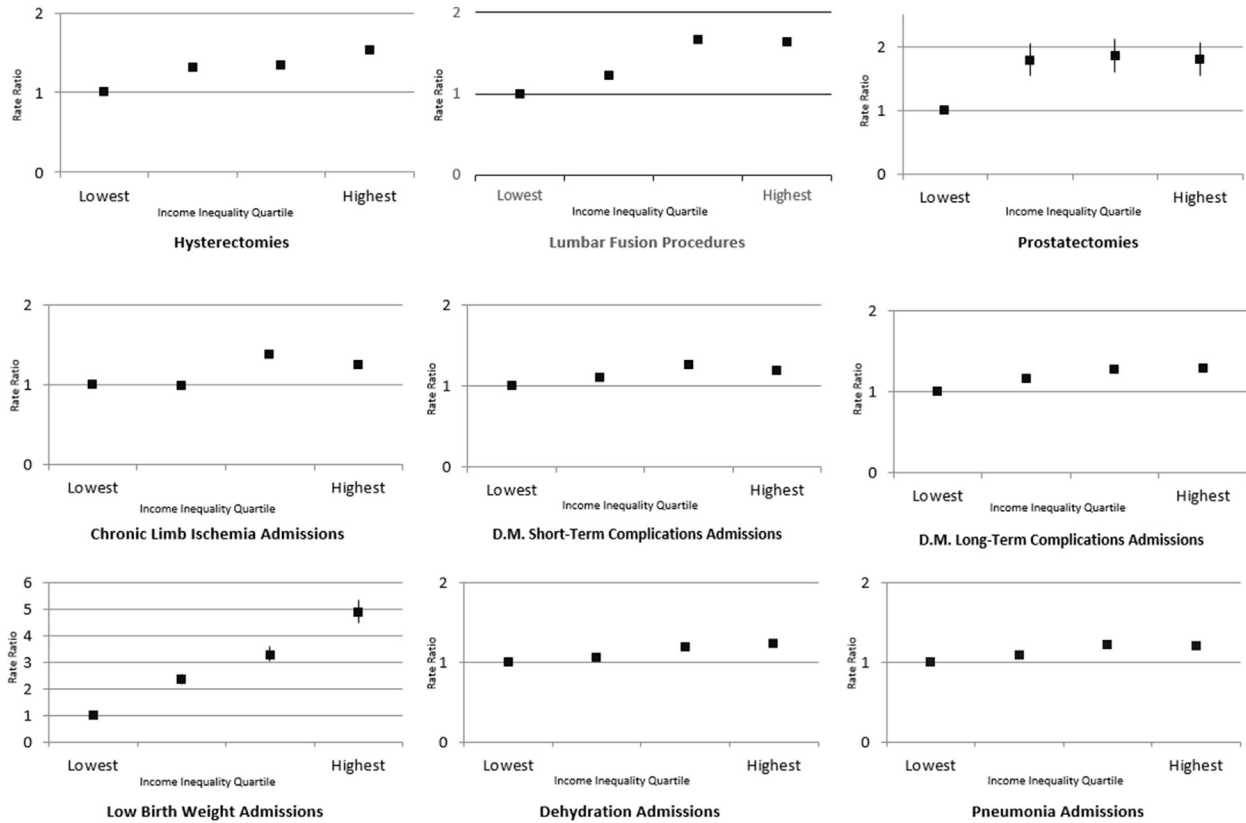 2
1
0
Rate Ratio
Lowest
Highest
Income Inequality Quartile
Hysterectomies
2
1
0
Rate Ratio
Lowest
Highest
Income Inequality Quartile
Lumbar Fusion Procedures
2
1
0
Rate Ratio
Lowest
Highest
Income Inequality Quartile
Prostatectomies
2
1
0
Rate Ratio
Lowest
Highest
Income Inequality Quartile
Chronic Limb Ischemia Admissions
2
1
0
Rate Ratio
Lowest
Highest
Income Inequality Quartile
D.M. Short-Term Complications Admissions
2
1
0
Rate Ratio
Lowest
Highest
Income Inequality Quartile
D.M. Long-Term Complications Admissions
6
5
4
3
2
1
0
Rate Ratio
Lowest
Highest
Income Inequality Quartile
Low Birth Weight Admissions
2
1
0
Rate Ratio
Lowest
Highest
Income Inequality Quartile
Dehydration Admissions
2
1
0
Rate Ratio
Lowest
Highest
Income Inequality Quartile
Pneumonia Admissions